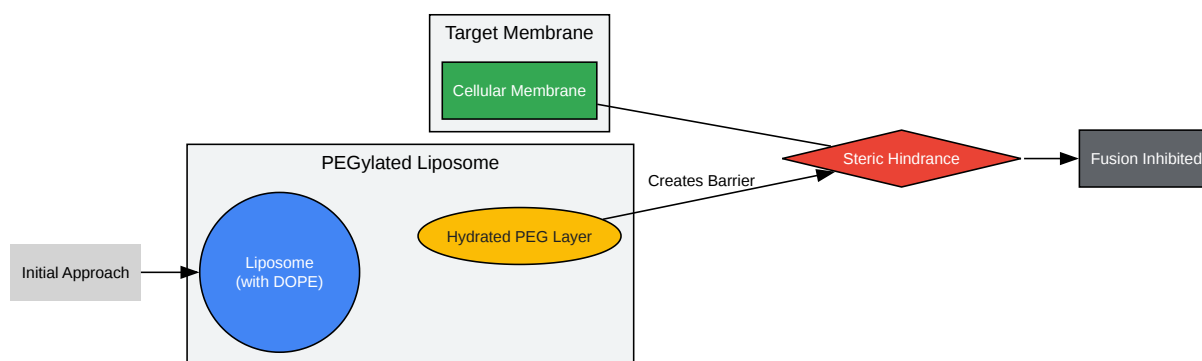 Target Membrane
Cellular Membrane
PEGylated Liposome
Steric Hindrance
Fusion Inhibited
Creates Barrier
Hydrated PEG Layer
Initial Approach
Liposome
(with DOPE)